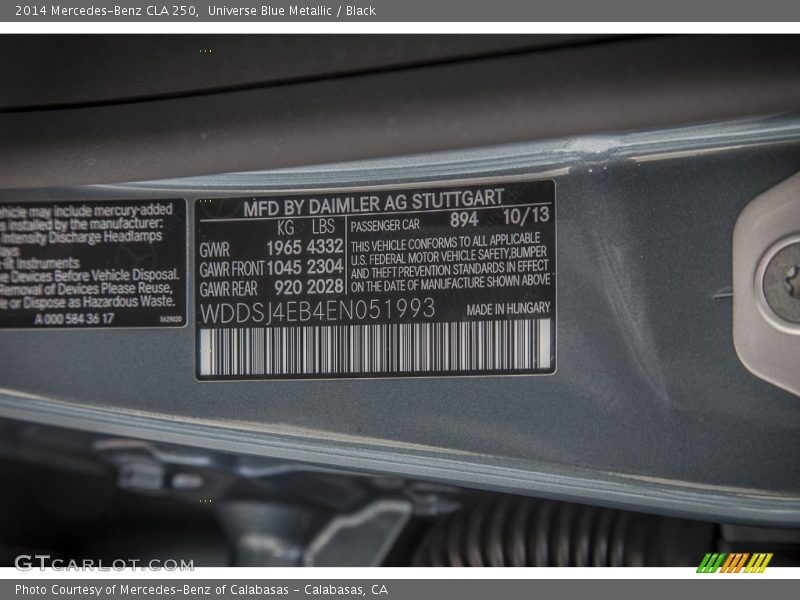 2014 Mercedes-Benz CLA 250,  Universe Blue Metallic / Black
ehicle may include mercury-added
s installed by the manufacturer:
Intensity Discharge Headlamps
Instruments
Devices Before Vehicle Disposal.
Removal of Devices Please Reuse,
e or Dispose as Hazardous Waste.
A 000 584 36 17
5629020
MFD BY DAIMLER AG STUTTGART
KG LBS
GVWR 1965 4332
GAWR FRONT 1045 2304
GAWR REAR 920 2028
PASSENGER CAR 894 10/13
THIS VEHICLE CONFORMS TO ALL APPLICABLE
U.S. FEDERAL MOTOR VEHICLE SAFETY,BUMPER
AND THEFT PREVENTION STANDARDS IN EFFECT
ON THE DATE OF MANUFACTURE SHOWN ABOVE
WDDSJ4EB4EN051993
MADE IN HUNGARY
GTCARLOT.COM
Photo Courtesy of Mercedes-Benz of Calabasas - Calabasas, CA